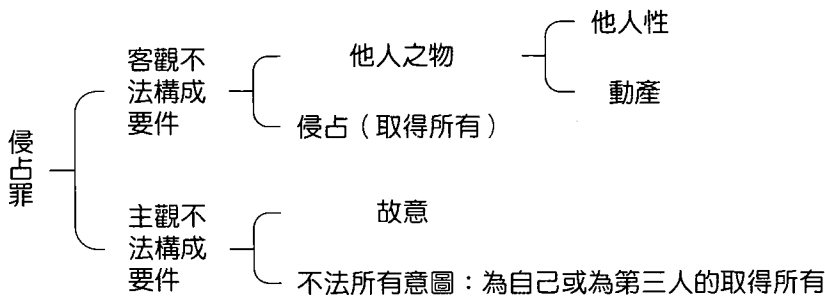 侵占罪
客觀不
法構成
要件
他人之物
他人性
動產
侵占（取得所有）
主觀不
法構成
要件
故意
不法所有意圖：為自己或為第三人的取得所有